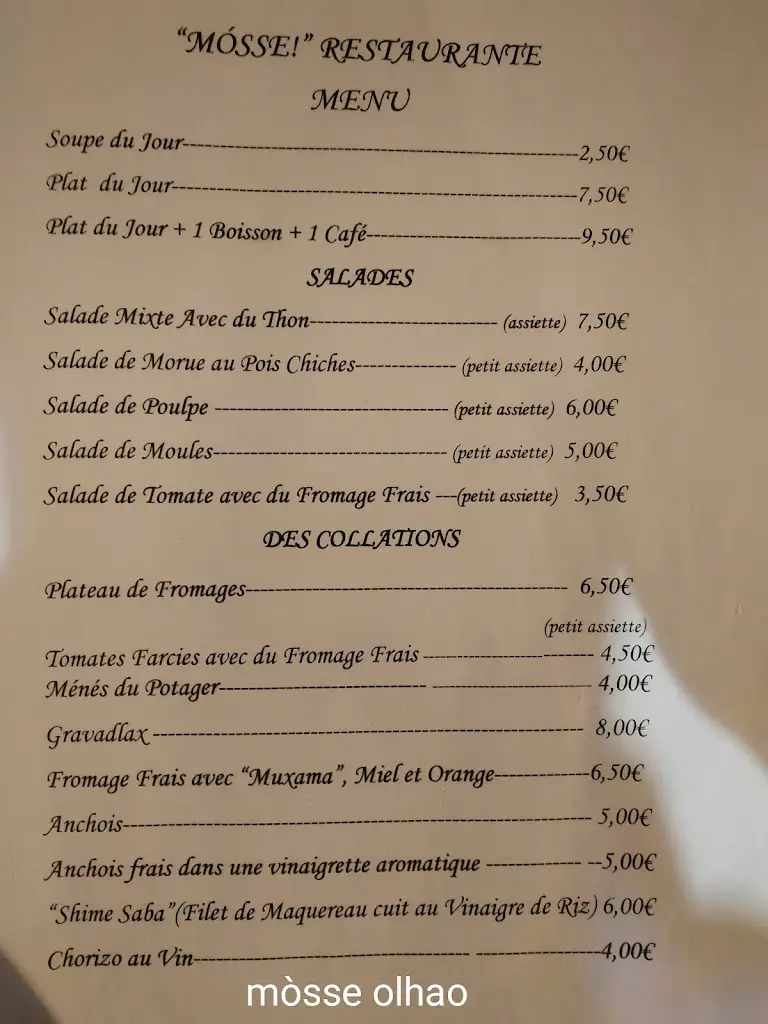 "MÓSSE!" RESTAURANTE
MENU
Soupe du Jour-----------------------------------------------------2,50€
Plat du Jour-------------------------------------------------------7,50€
Plat du Jour + 1 Boisson + 1 Café-----------------------------9,50€
SALADES
Salade Mixte Avec du Thon------------------------- (assiette) 7,50€
Salade de Morue au Pois Chiches-------------- (petit assiette) 4,00€
Salade de Poulpe -------------------------------- (petit assiette) 6,00€
Salade de Moules-------------------------------- (petit assiette) 5,00€
Salade de Tomate avec du Fromage Frais ---(petit assiette) 3,50€
DES COLLATIONS
Plateau de Fromages-------------------------------------------- 6,50€
(petit assiette)
Tomates Farcies avec du Fromage Frais ----------------------- 4,50€
Ménés du Potager---------------------------- ---------------------- 4,00€
Gravadlax ---------------------------------------------------------- 8,00€
Fromage Frais avec "Muxama", Miel et Orange-------------6,50€
Anchois--------------------------------------------------------------- 5,00€
Anchois frais dans une vinaigrette aromatique ------------- --5,00€
"Shime Saba"(Filet de Maquereau cuit au Vinaigre de Riz) 6,00€
Chorizo au Vin------------------------------------- -----------------4,00€
mòsse olhao